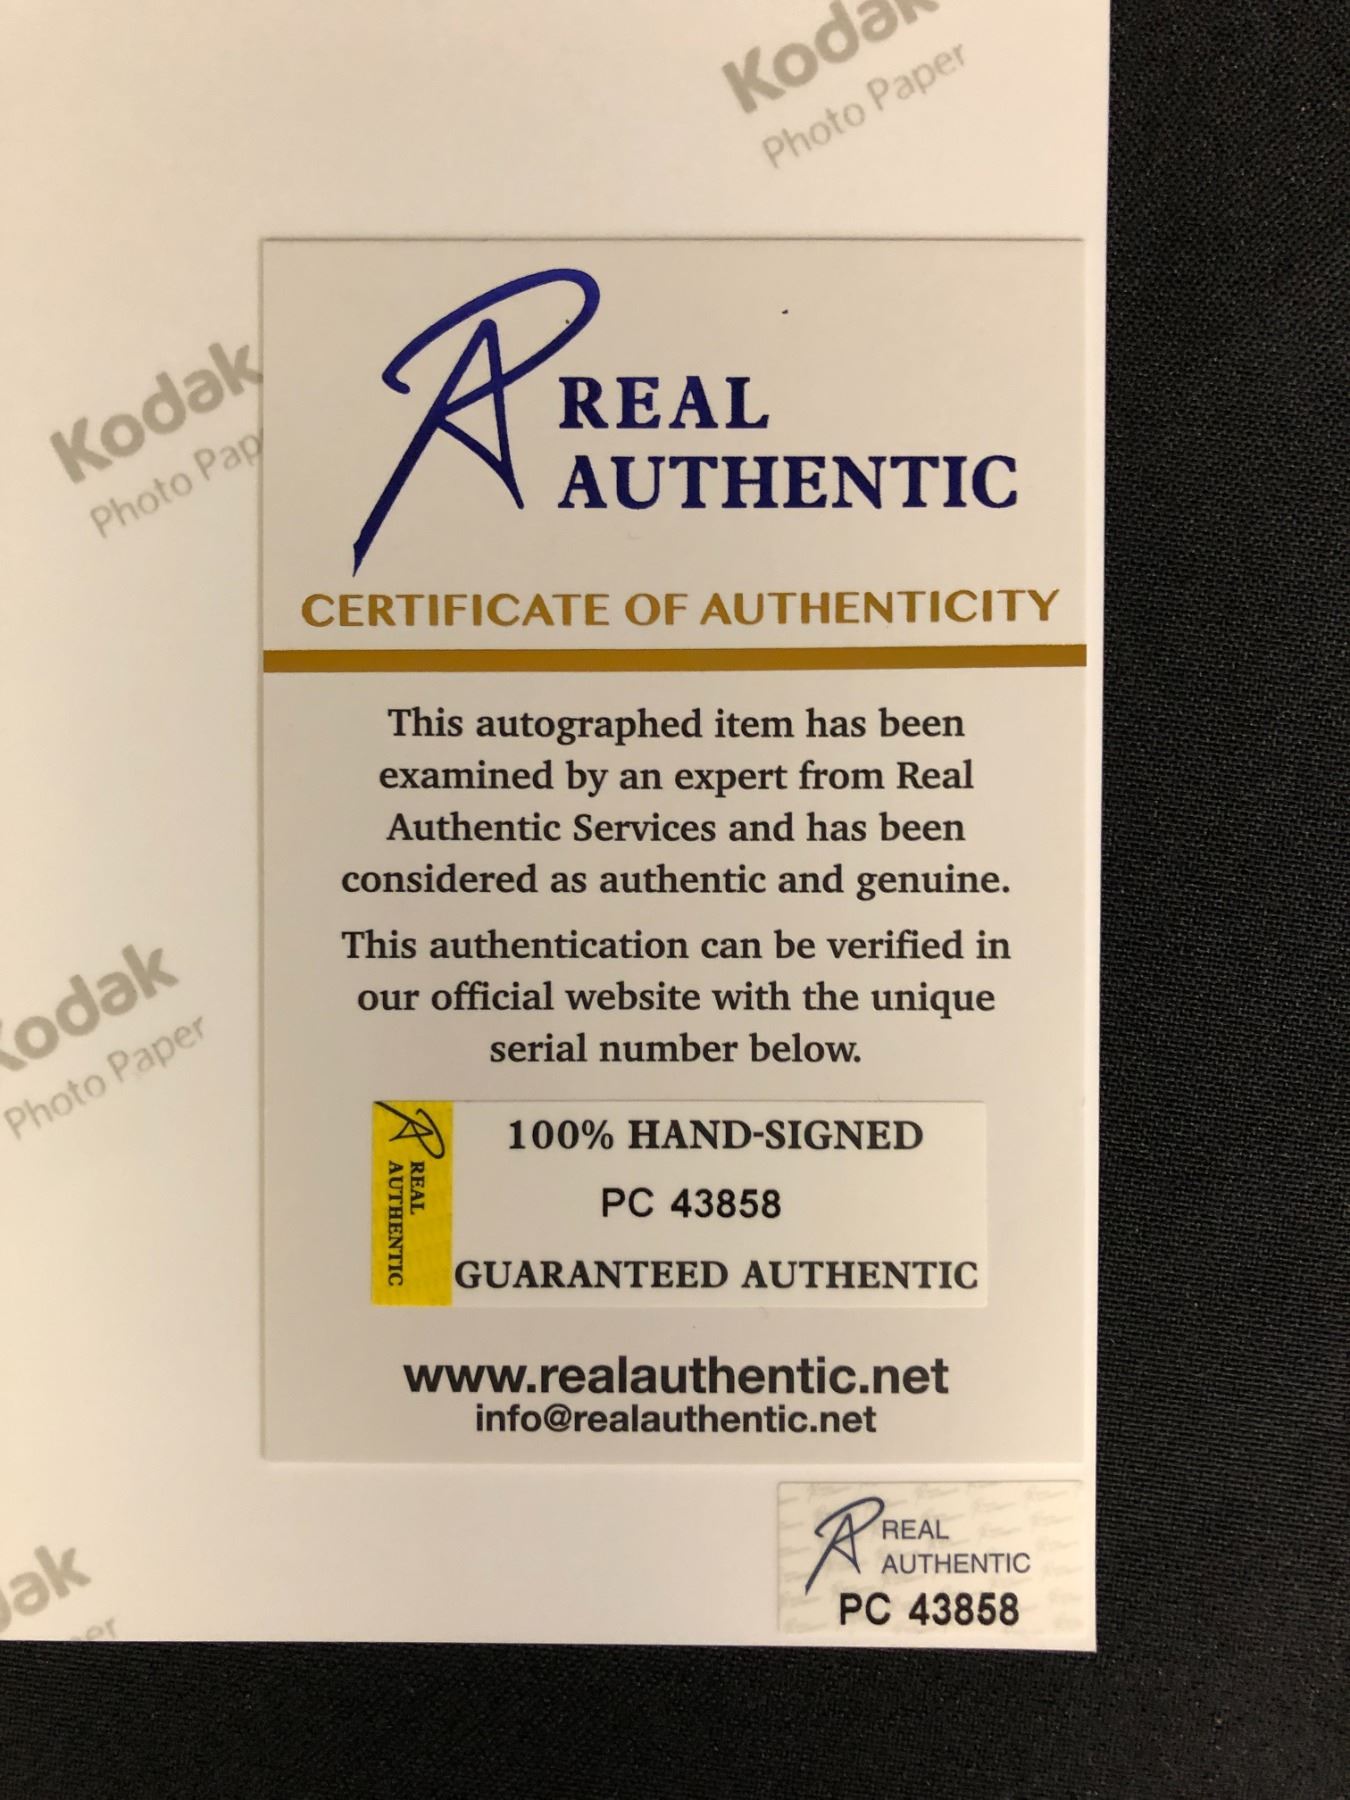 Kodak
Photo Paper
Kodak
Photo Pap
REAL
AUTHENTIC
CERTIFICATE OF AUTHENTICITY
This autographed item has been
examined by an expert from Real
Authentic Services and has been
considered as authentic and genuine.
This authentication can be verified in
our official website with the unique
serial number below.
Kodak
Photo Paper
REAL
AUTHENTIC
100% HAND-SIGNED
PC 43858
GUARANTEED AUTHENTIC
www.realauthentic.net
info@realauthentic.net
REAL
AUTHENTIC
PC 43858
dak
er